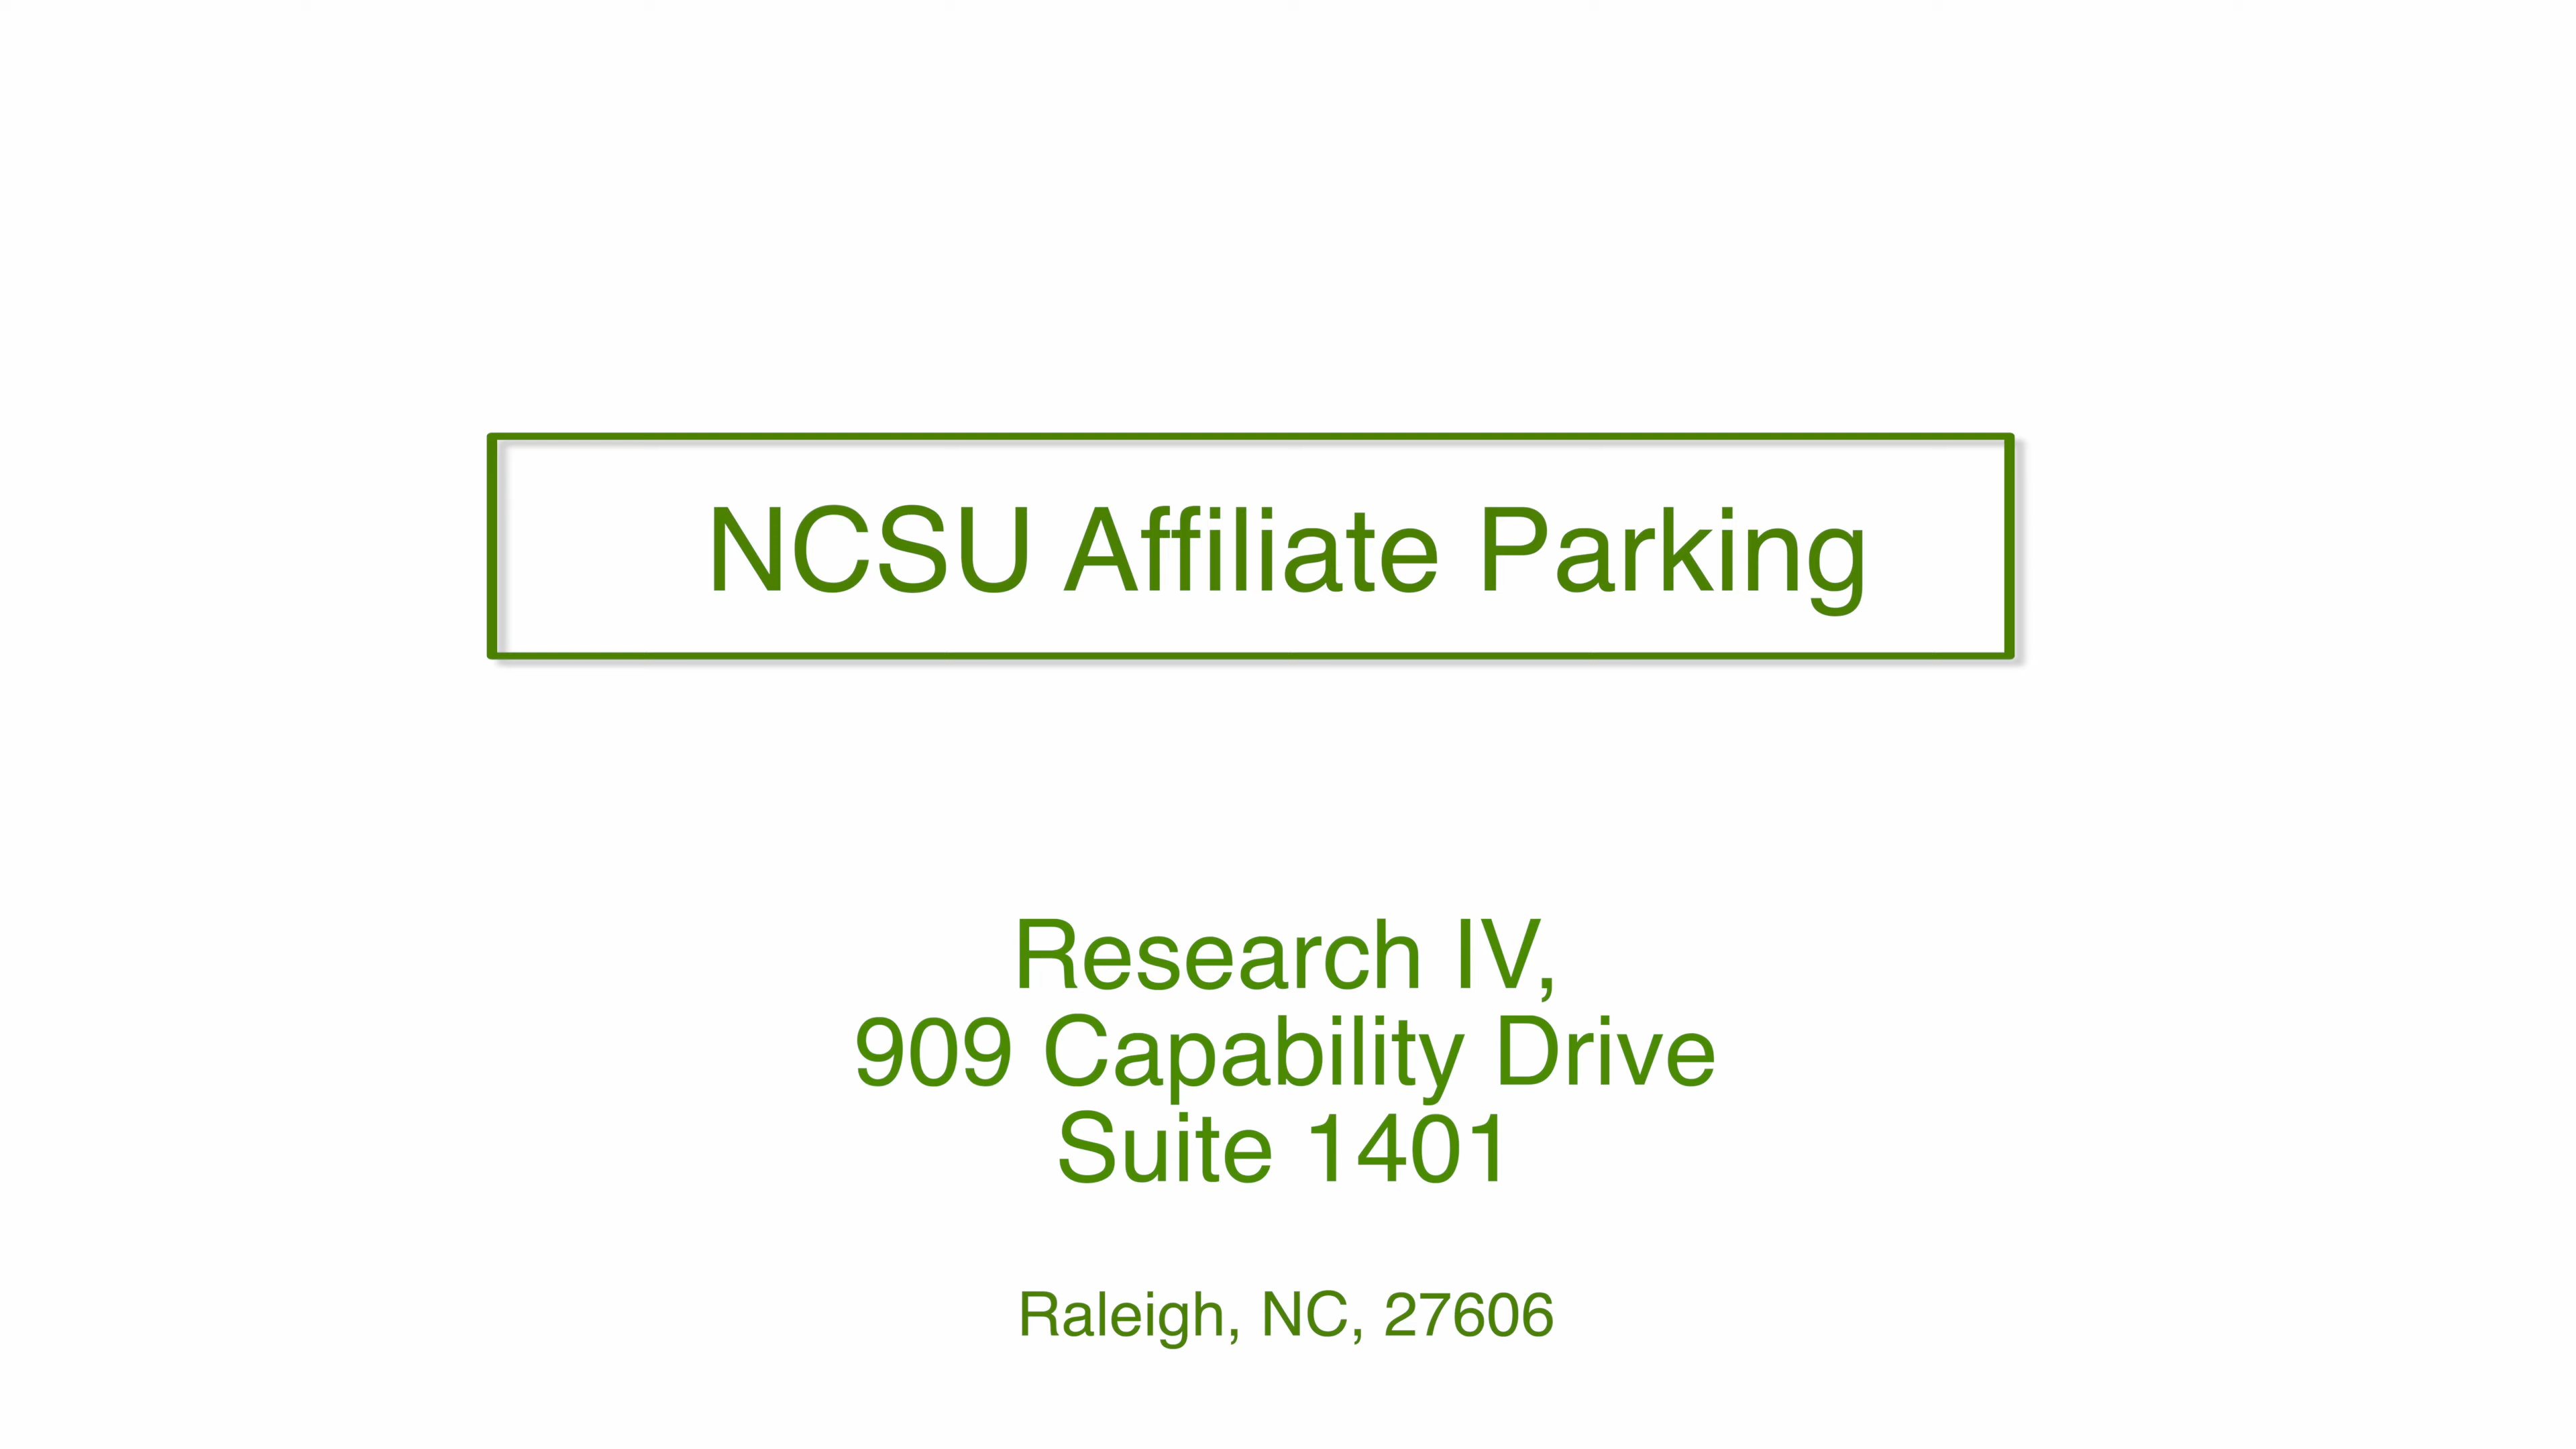 NCSU Affiliate Parking
Research IV,
909 Capability Drive
Suite 1401
Raleigh, NC, 27606